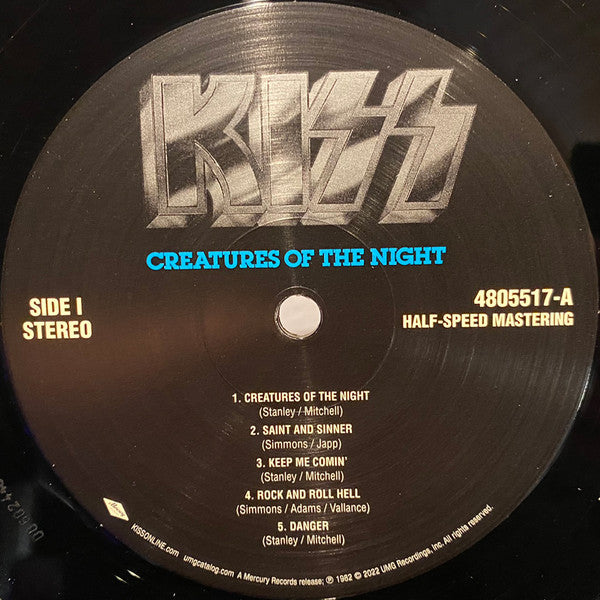 KISS
CREATURES OF THE NIGHT
SIDE I
STEREO
4805517-A
HALF-SPEED MASTERING
1. CREATURES OF THE NIGHT
(Stanley / Mitchell)
2. SAINT AND SINNER
(Simmons / Japp)
3. KEEP ME COMIN'
(Stanley / Mitchell)
4. ROCK AND ROLL HELL
(Simmons / Adams / Vallance)
5. DANGER
(Stanley / Mitchell)
KISSONLINE.com umgcatalog.com A Mercury Records release; ℗ 1982 © 2022 UMG Recordings, Inc. All rights reserved.